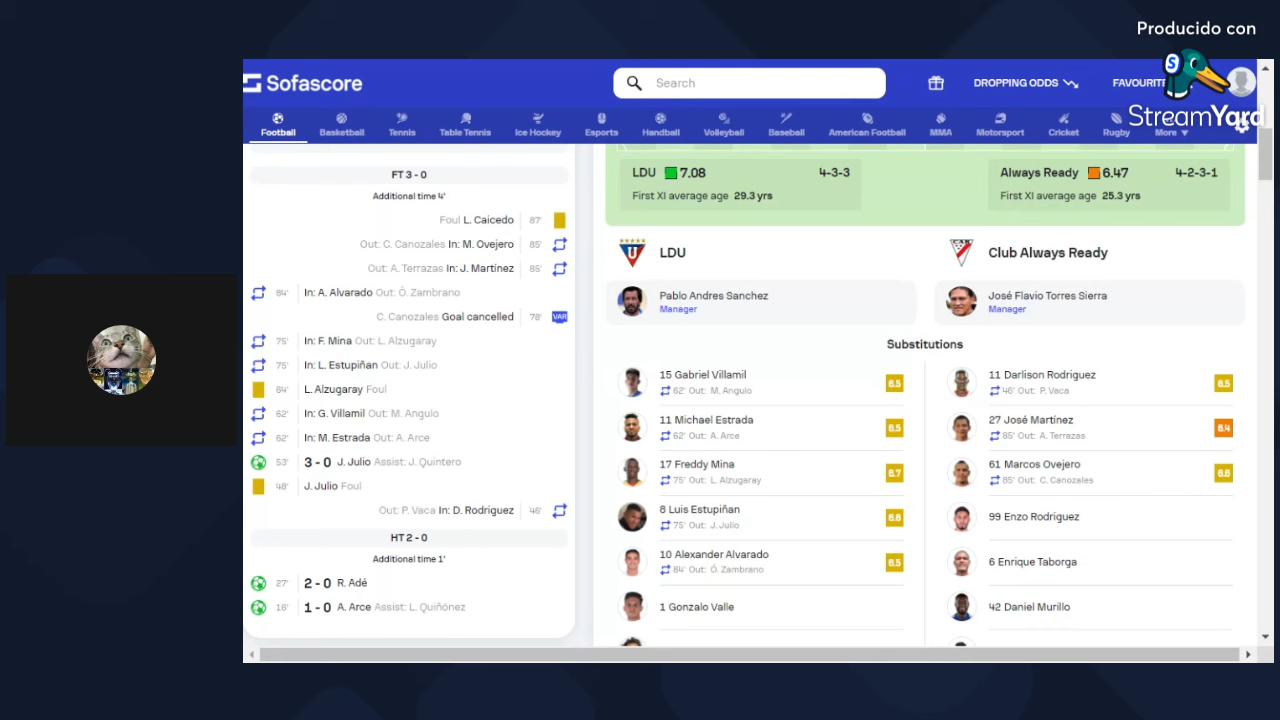 Producido con
StreamYard
Sofascore
Search
DROPPING ODDS
FAVOURITE
Football Basketball Tennis Table Tennis Ice Hockey Esports Handball Volleyball Baseball American Football MMA Motorsport Cricket Rugby More
FT 3 - 0
Additional time 4'
Foul L. Caicedo 87'
Out: C. Canozales In: M. Ovejero 85'
Out: A. Terrazas In: J. Martínez 85'
84' In: A. Alvarado Out: Ó. Zambrano
C. Canozales Goal cancelled 78' VAR
75' In: F. Mina Out: L. Alzugaray
75' In: L. Estupiñan Out: J. Julio
64' L. Alzugaray Foul
62' In: G. Villamil Out: M. Angulo
62' In: M. Estrada Out: A. Arce
53' 3 - 0 J. Julio Assist: J. Quintero
48' J. Julio Foul
Out: P. Vaca In: D. Rodriguez 46'
HT 2 - 0
Additional time 1'
27' 2 - 0 R. Adé
16' 1 - 0 A. Arce Assist: L. Quiñónez
LDU 7.08 4-3-3
First XI average age 29.3 yrs
Always Ready 6.47 4-2-3-1
First XI average age 25.3 yrs
LDU
Club Always Ready
Pablo Andres Sanchez
Manager
José Flavio Torres Sierra
Manager
Substitutions
15 Gabriel Villamil 6.5
62' Out: M. Angulo
11 Michael Estrada 6.5
62' Out: A. Arce
17 Freddy Mina 6.7
75' Out: L. Alzugaray
8 Luis Estupiñan 6.6
75' Out: J. Julio
10 Alexander Alvarado 6.5
84' Out: Ó. Zambrano
1 Gonzalo Valle
11 Darlison Rodriguez 6.5
46' Out: P. Vaca
27 José Martínez 6.4
85' Out: A. Terrazas
61 Marcos Ovejero 6.6
85' Out: C. Canozales
99 Enzo Rodríguez
6 Enrique Taborga
42 Daniel Murillo